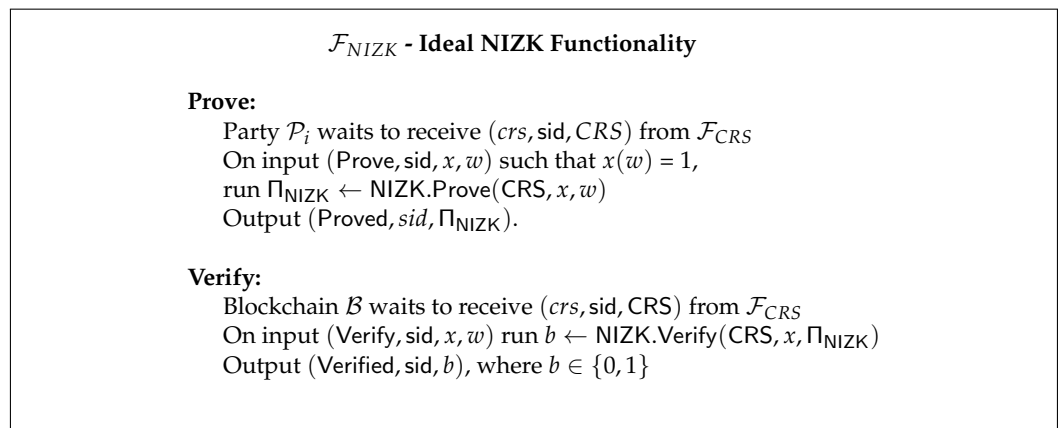 𝓕_NIZK - Ideal NIZK Functionality
Prove:
Party 𝒫_i waits to receive (crs, sid, CRS) from 𝓕_CRS
On input (Prove, sid, x, w) such that x(w) = 1,
run Π_NIZK ← NIZK.Prove(CRS, x, w)
Output (Proved, sid, Π_NIZK).
Verify:
Blockchain ℬ waits to receive (crs, sid, CRS) from 𝓕_CRS
On input (Verify, sid, x, w) run b ← NIZK.Verify(CRS, x, Π_NIZK)
Output (Verified, sid, b), where b ∈ {0, 1}